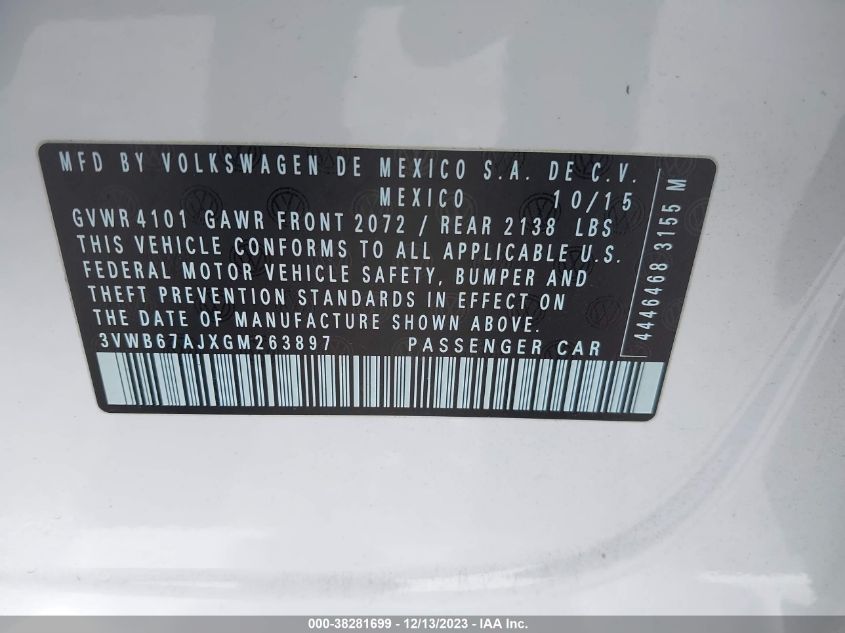 MFD BY VOLKSWAGEN DE MEXICO S.A. DE C.V.
MEXICO 10/15
GVWR 4101 GAWR FRONT 2072 / REAR 2138 LBS
THIS VEHICLE CONFORMS TO ALL APPLICABLE U.S.
FEDERAL MOTOR VEHICLE SAFETY, BUMPER AND
THEFT PREVENTION STANDARDS IN EFFECT ON
THE DATE OF MANUFACTURE SHOWN ABOVE.
3VWB67AJXGM263897 PASSENGER CAR
4446468 3155 M
000-38281699 - 12/13/2023 - IAA Inc.